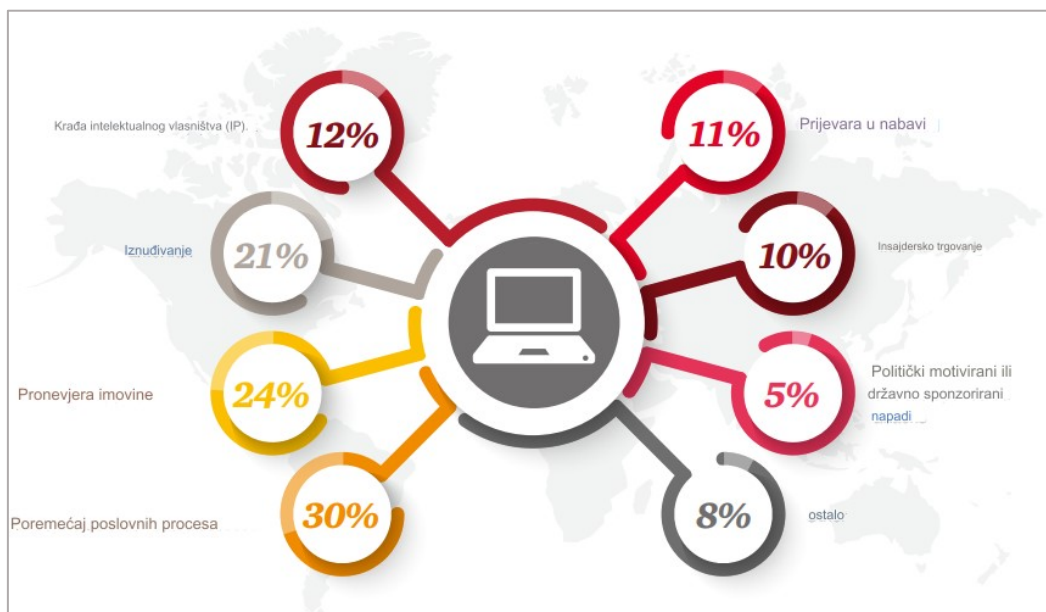 Krađa intelektualnog vlasništva (IP).
12%
11%
Prijevara u nabavi
Iznuđivanje
21%
10%
Insajdersko trgovanje
Pronevjera imovine
24%
5%
Politički motivirani ili
državno sponzorirani
napadi
Poremećaj poslovnih procesa
30%
8%
ostalo